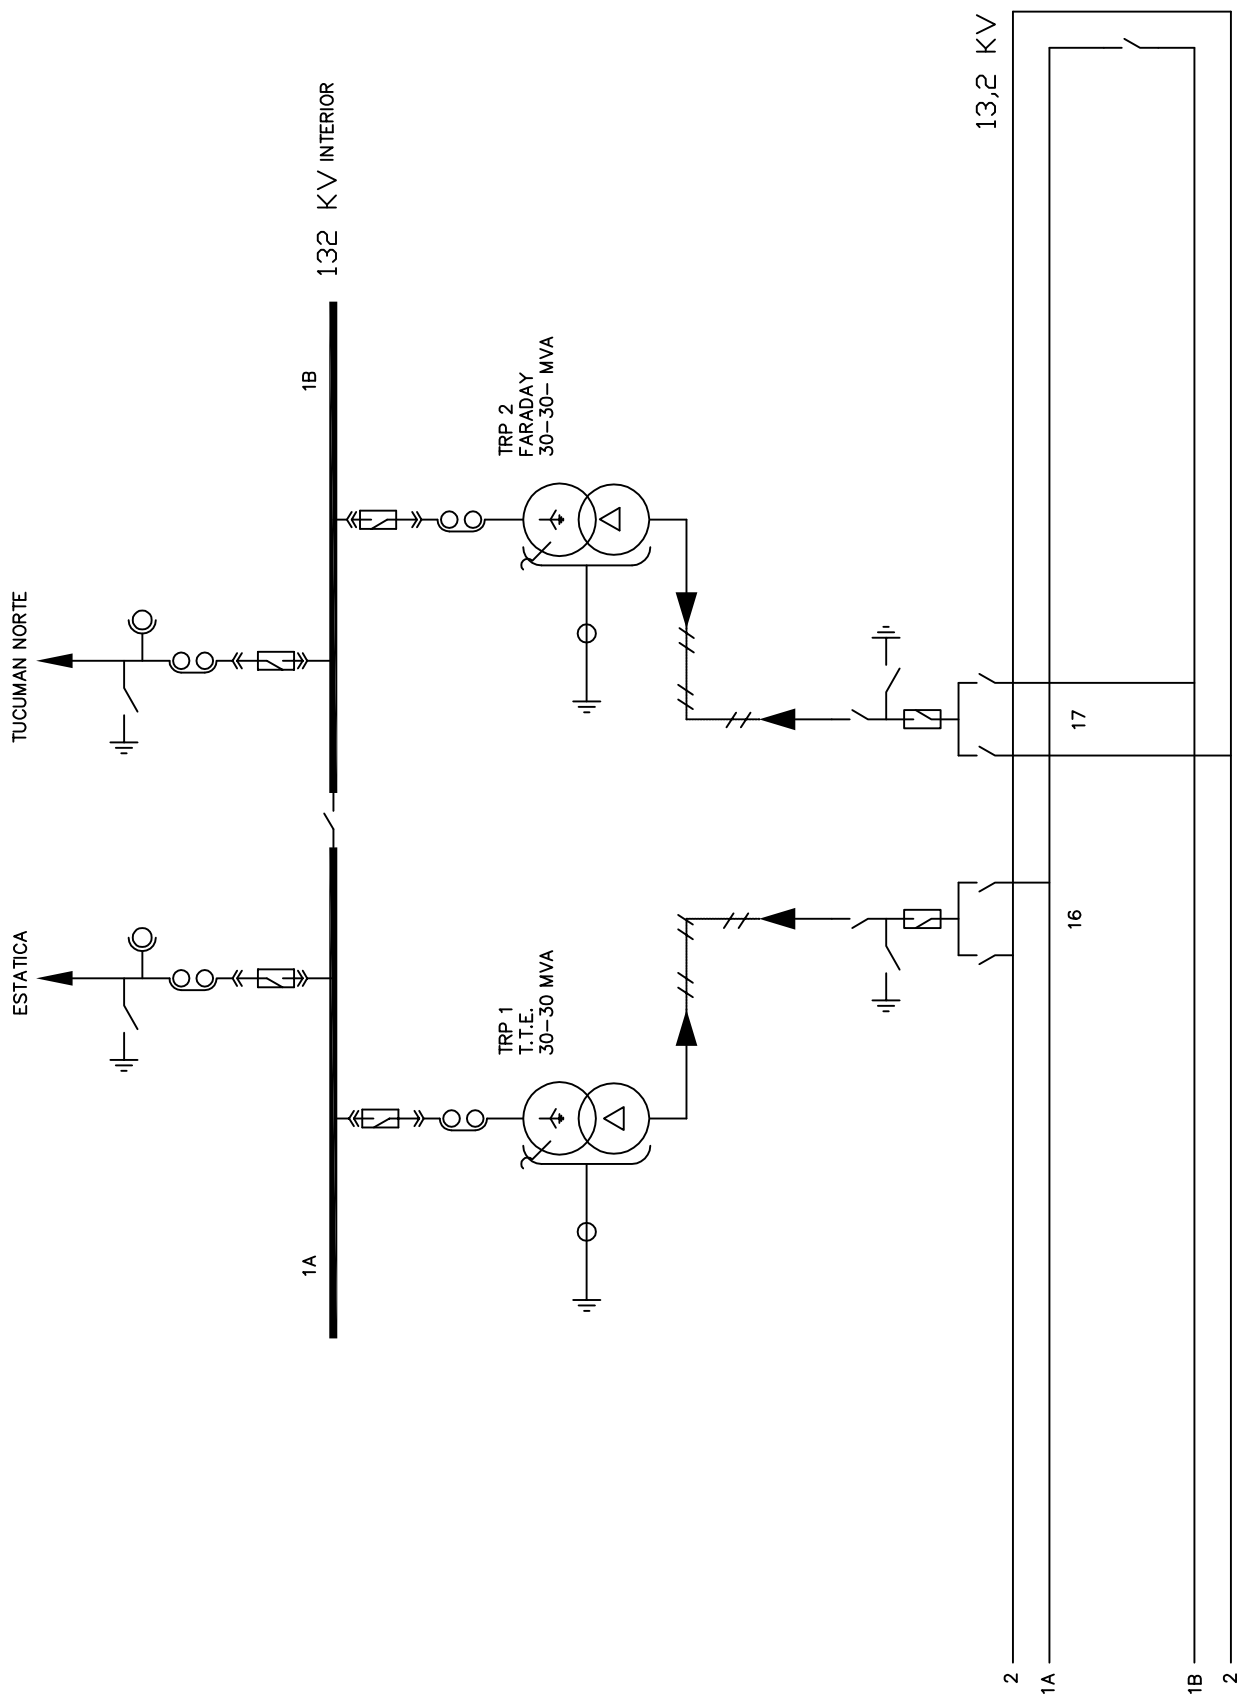 ESTATICA
TUCUMAN NORTE
1A
1B
132 KV INTERIOR
TRP 1
T.T.E.
30-30 MVA
TRP 2
FARADAY
30-30- MVA
13,2 KV
16
17
2
1A
1B
2